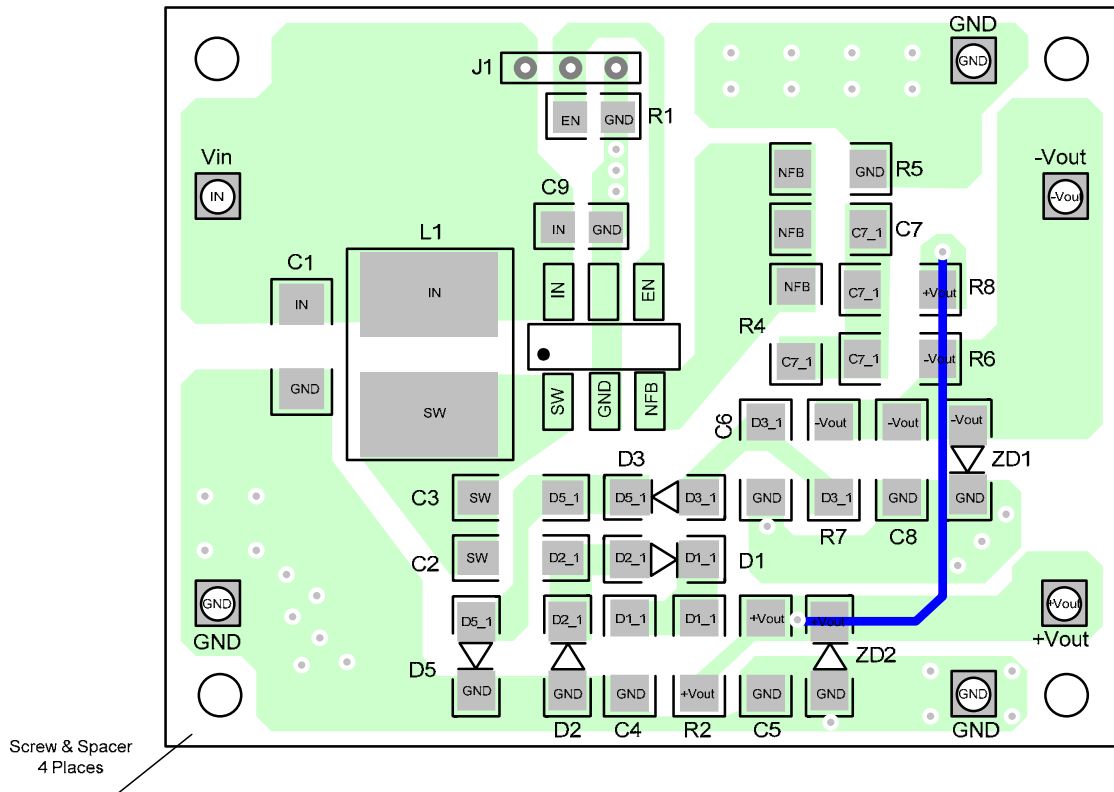 GND
GND
J1
EN
GND
R1
Vin
IN
NFB
GND
R5
-Vout
-Vout
C9
IN
GND
NFB
C7_1
C7
L1
C1
IN
IN
IN
EN
NFB
C7_1
+Vout
R8
R4
C7_1
C7_1
-Vout
R6
GND
SW
SW
GND
NFB
C6
D3_1
-Vout
-Vout
-Vout
ZD1
D3
C3
SW
D5_1
D5_1
D3_1
GND
D3_1
GND
GND
R7
C8
C2
SW
D2_1
D2_1
D1_1
D1
GND
GND
D5_1
D2_1
D1_1
D1_1
+Vout
+Vout
+Vout
+Vout
ZD2
D5
GND
GND
GND
+Vout
GND
GND
GND
GND
D2
C4
R2
C5
Screw & Spacer
4 Places